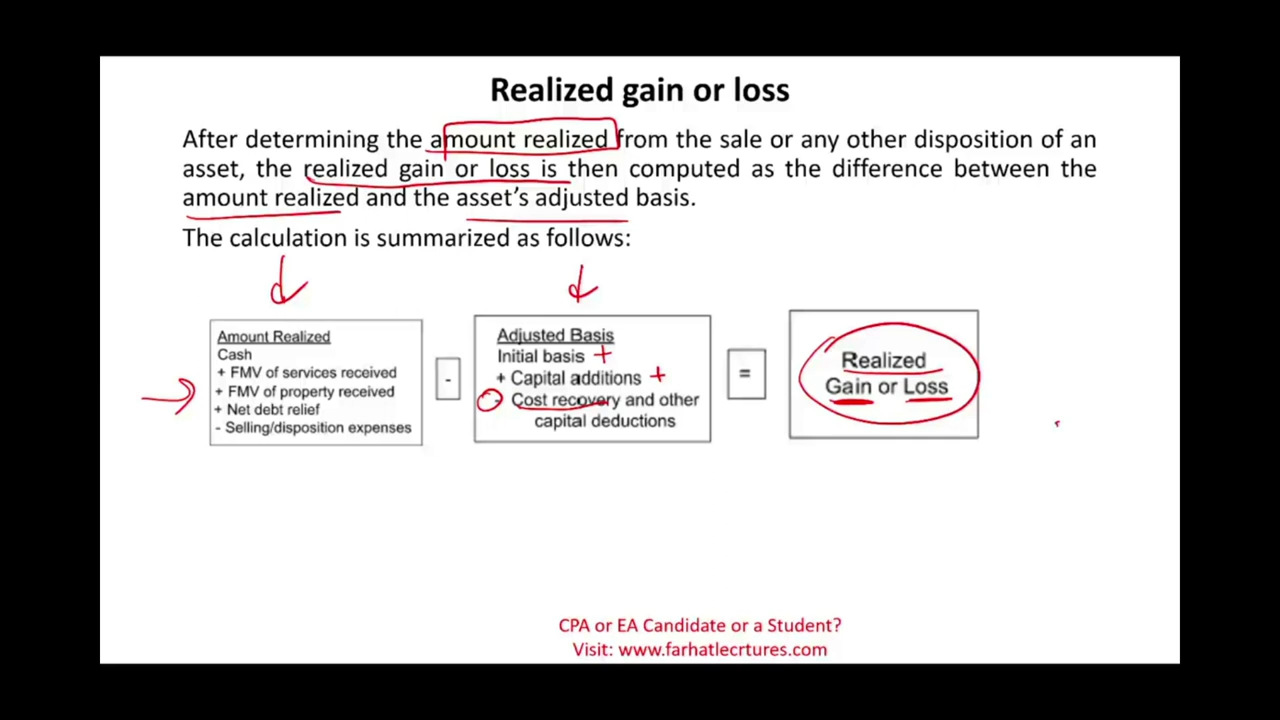 Realized gain or loss
After determining the amount realized from the sale or any other disposition of an
asset, the realized gain or loss is then computed as the difference between the
amount realized and the asset's adjusted basis.
The calculation is summarized as follows:
Amount Realized
Cash
+ FMV of services received
+ FMV of property received
+ Net debt relief
- Selling/disposition expenses
-
Adjusted Basis
Initial basis +
+ Capital additions +
- Cost recovery and other
capital deductions
=
Realized
Gain or Loss
CPA or EA Candidate or a Student?
Visit: www.farhatlecrtures.com